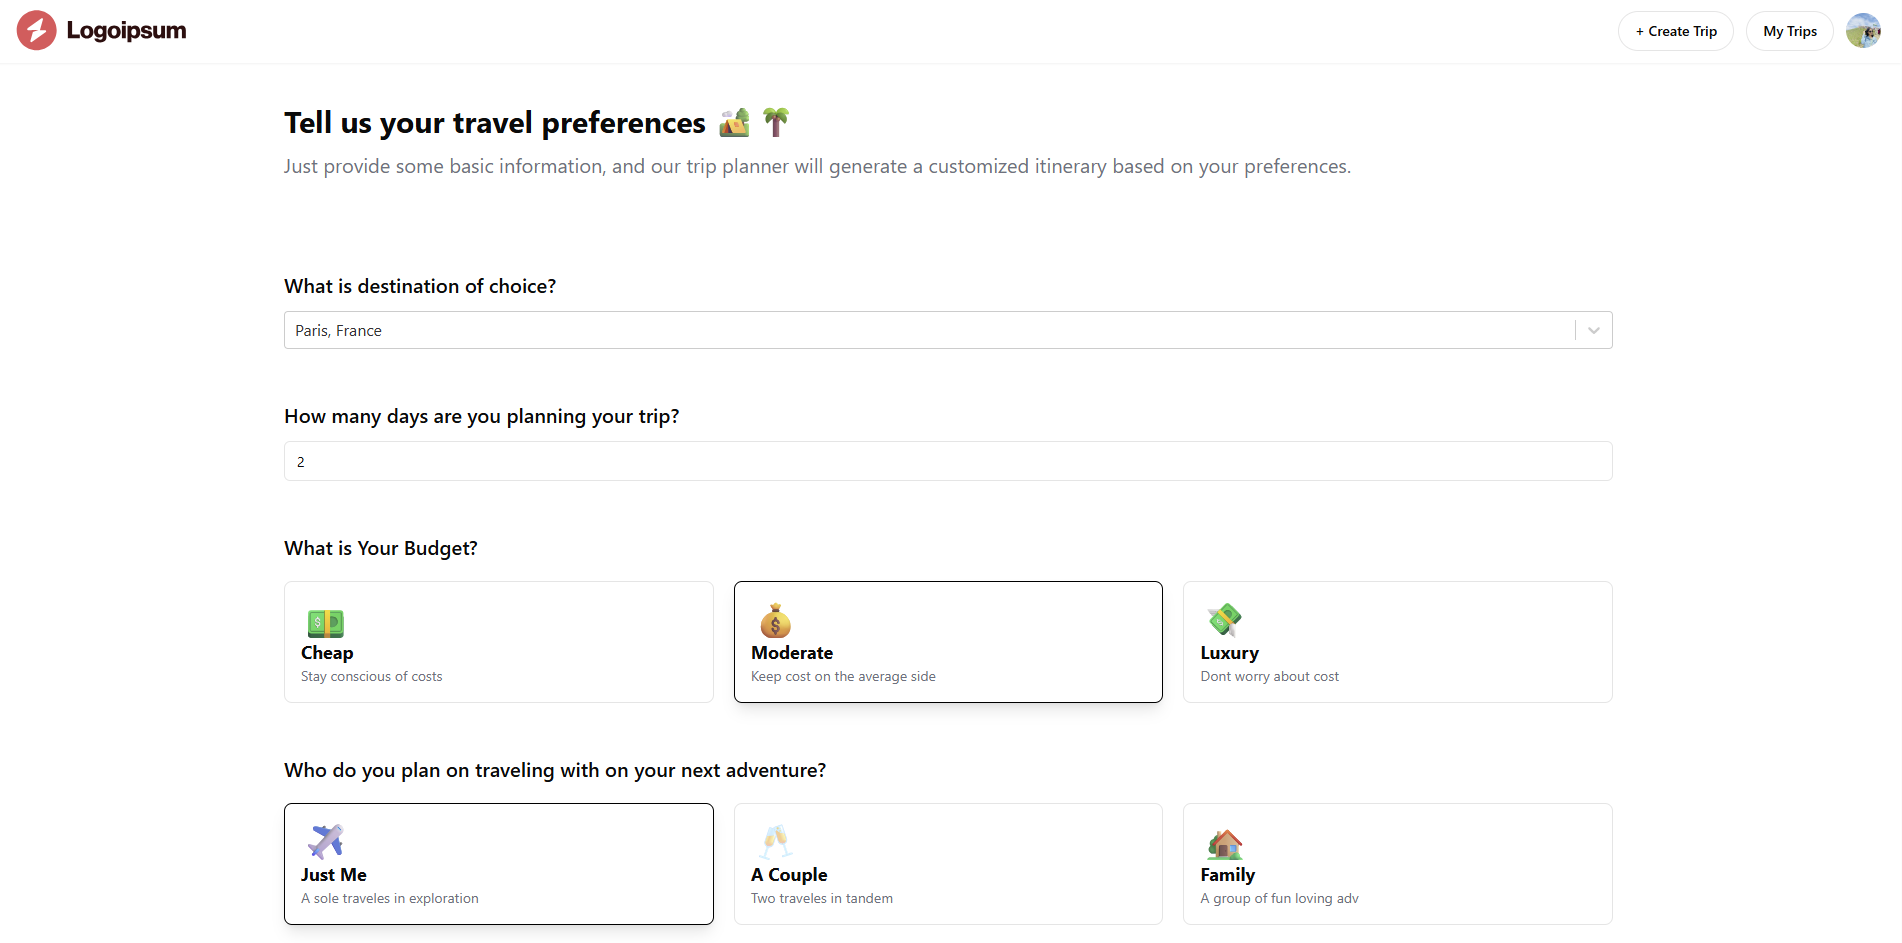 Logoipsum
+ Create Trip
My Trips
Tell us your travel preferences 🏕️ 🌴
Just provide some basic information, and our trip planner will generate a customized itinerary based on your preferences.
What is destination of choice?
Paris, France
How many days are you planning your trip?
2
What is Your Budget?
Cheap
Stay conscious of costs
Moderate
Keep cost on the average side
Luxury
Dont worry about cost
Who do you plan on traveling with on your next adventure?
Just Me
A sole traveles in exploration
A Couple
Two traveles in tandem
Family
A group of fun loving adv